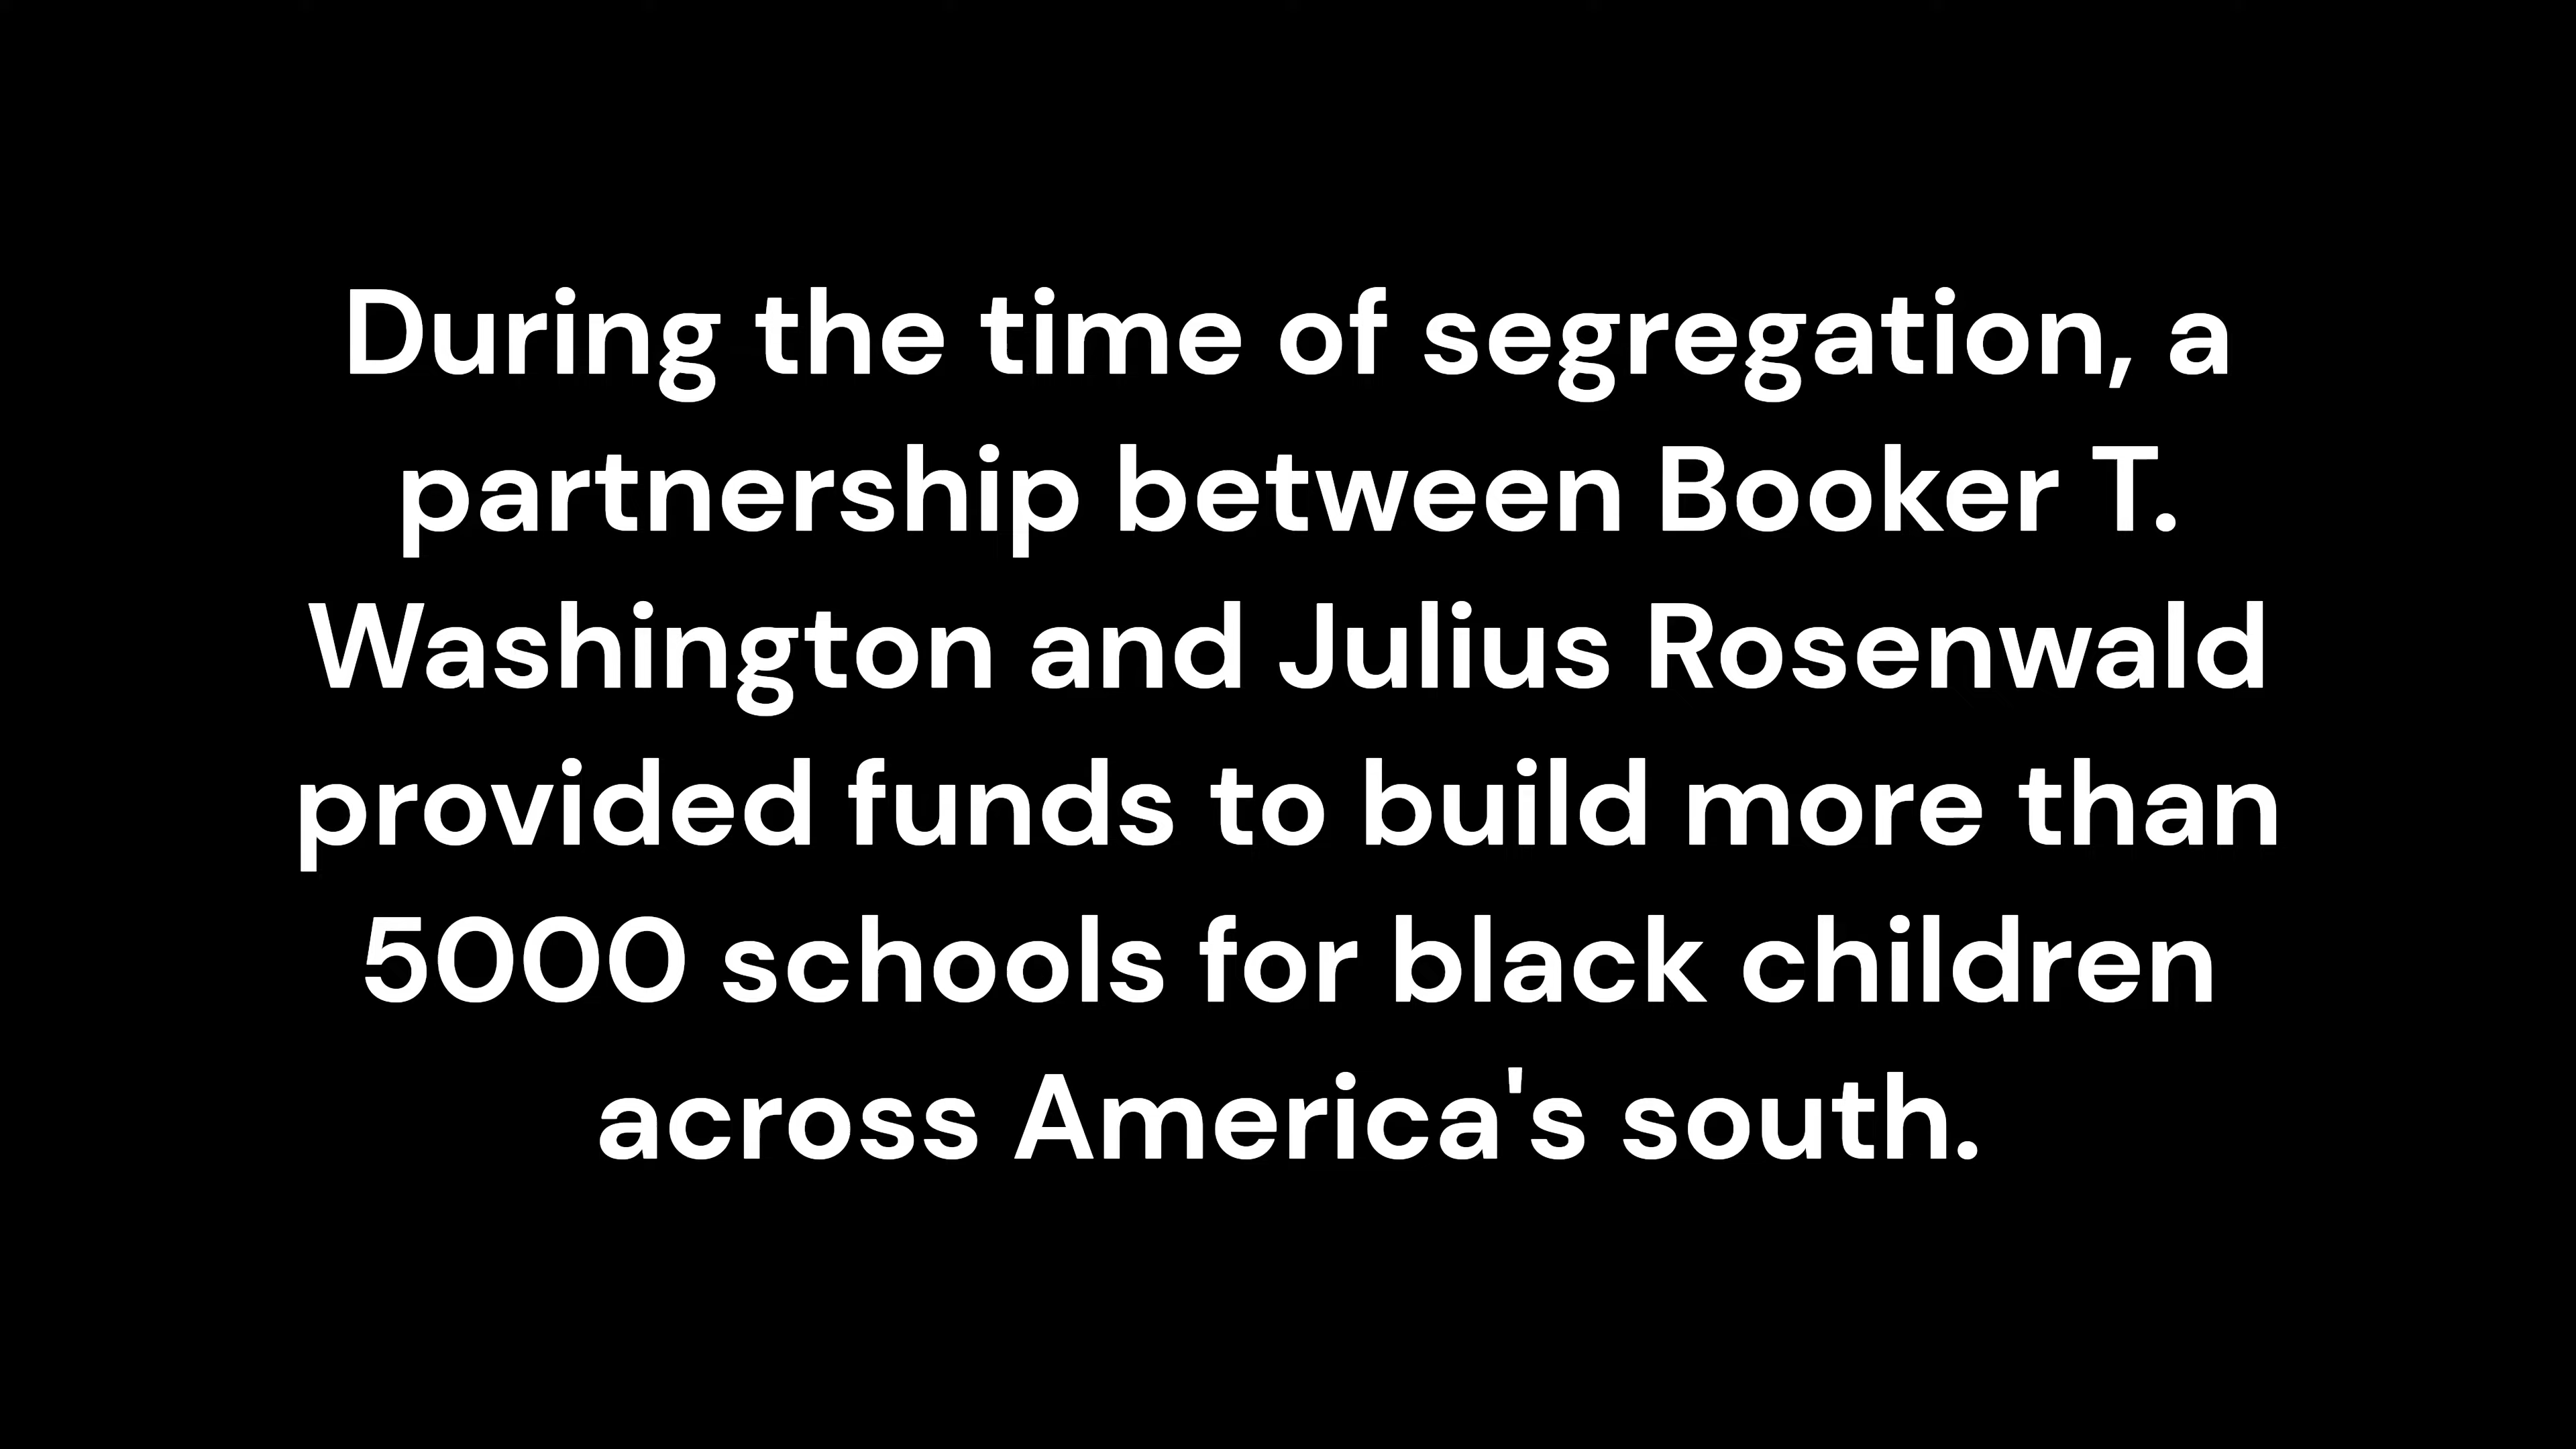 During the time of segregation, a
partnership between Booker T.
Washington and Julius Rosenwald
provided funds to build more than
5000 schools for black children
across America's south.